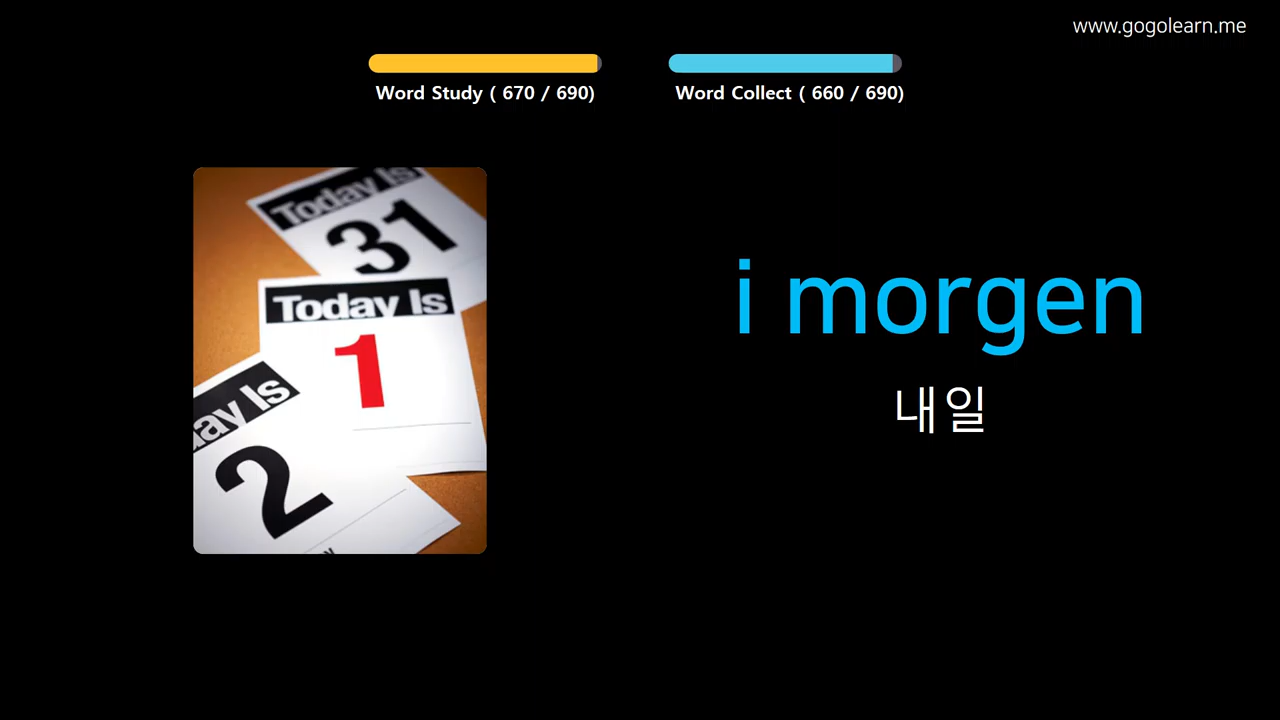 www.gogolearn.me
Word Study ( 670 / 690)
Word Collect ( 660 / 690)
Today Is
31
Today Is
1
day Is
2
i morgen
내일